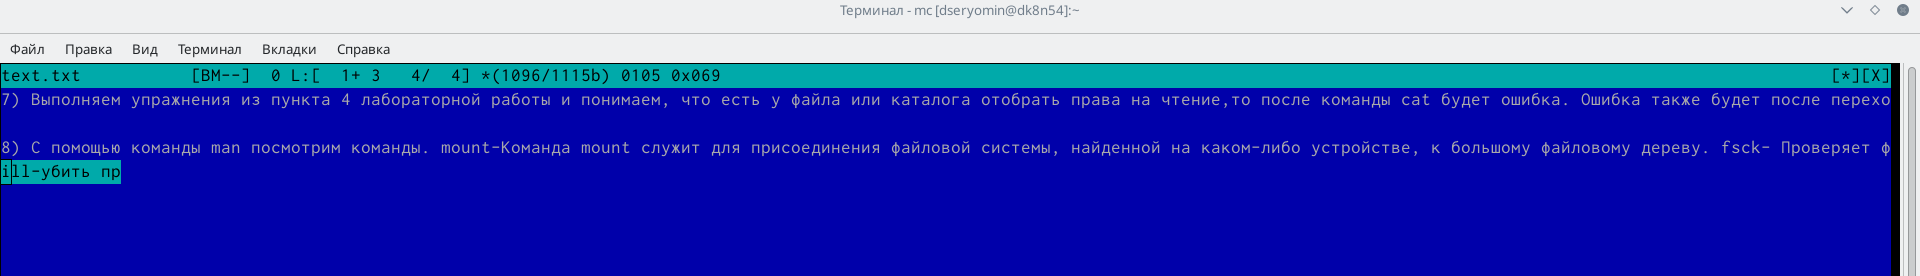 Терминал - mc [dseryomin@dk8n54]:~
Файл Правка Вид Терминал Вкладки Справка
text.txt [BM--] 0 L:[ 1+ 3 4/ 4] *(1096/1115b) 0105 0x069 [*][X]
7) Выполняем упражнения из пункта 4 лабораторной работы и понимаем, что есть у файла или каталога отобрать права на чтение,то после команды cat будет ошибка. Ошибка также будет после перехо
8) С помощью команды man посмотрим команды. mount-Команда mount служит для присоединения файловой системы, найденной на каком-либо устройстве, к большому файловому дереву. fsck- Проверяет ф
ill-убить пр